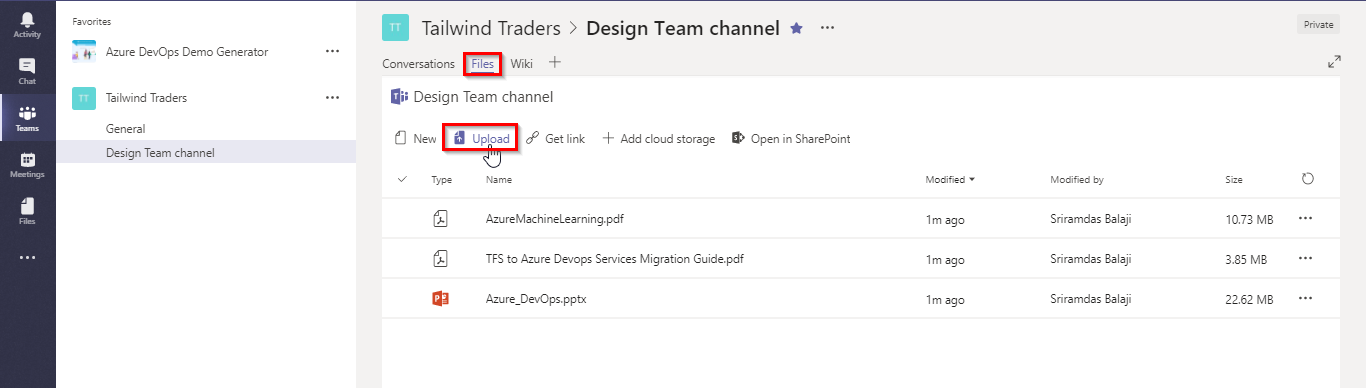 Activity
Chat
Teams
Meetings
Files
Favorites
Azure DevOps Demo Generator
TT Tailwind Traders
General
Design Team channel
TT Tailwind Traders > Design Team channel
Private
Conversations Files Wiki
Design Team channel
New Upload Get link Add cloud storage Open in SharePoint
Type Name Modified Modified by Size
AzureMachineLearning.pdf 1m ago Sriramdas Balaji 10.73 MB
TFS to Azure Devops Services Migration Guide.pdf 1m ago Sriramdas Balaji 3.85 MB
Azure_DevOps.pptx 1m ago Sriramdas Balaji 22.62 MB